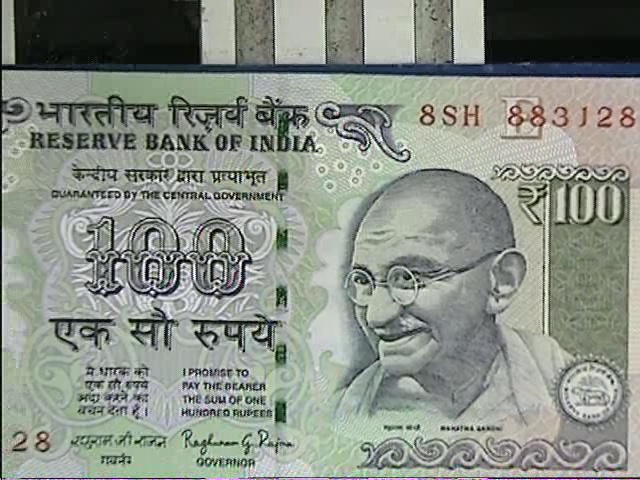 भारतीय रिज़र्व बैंक
RESERVE BANK OF INDIA
8SH 883128
केन्द्रीय सरकार द्वारा प्रत्याभूत
GUARANTEED BY THE CENTRAL GOVERNMENT
₹100
100
एक सौ रुपये
मैं धारक को
एक सौ रुपये
अदा करने का
वचन देता हूँ ।
I PROMISE TO
PAY THE BEARER
THE SUM OF ONE
HUNDRED RUPEES
महात्मा गांधी
MAHATMA GANDHI
28
रघुराम जी राजन
Raghuram G. Rajan
गवर्नर
GOVERNOR